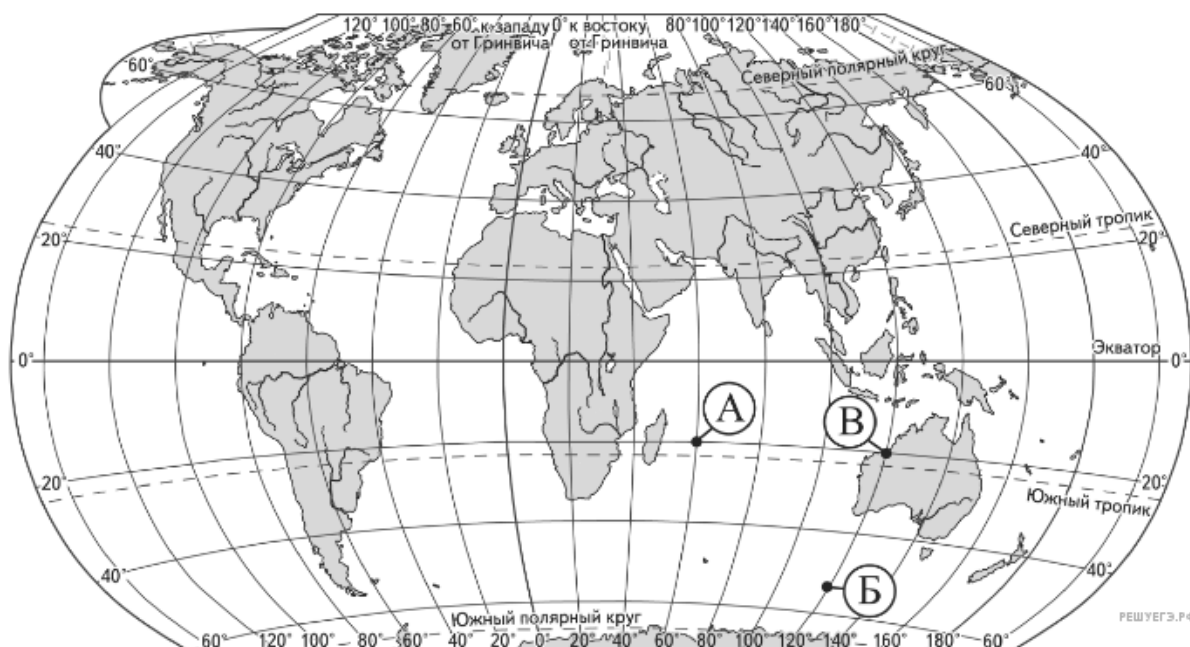 120° 100° 80° 60° к западу 0° к востоку 80° 100° 120° 140° 180°
от Гринвича от Гринвича
60° Северный полярный круг 60°
40° 40°
Северный тропик
20° 20°
Экватор
0° 0°
А
В
20° 20°
Южный тропик
40° 40°
Б
Южный полярный круг
РЕШУЕГЭ.РФ
60° 120° 100° 80° 60° 40° 20° 0° 20° 40° 60° 80° 100° 120° 140° 160° 180° 60°